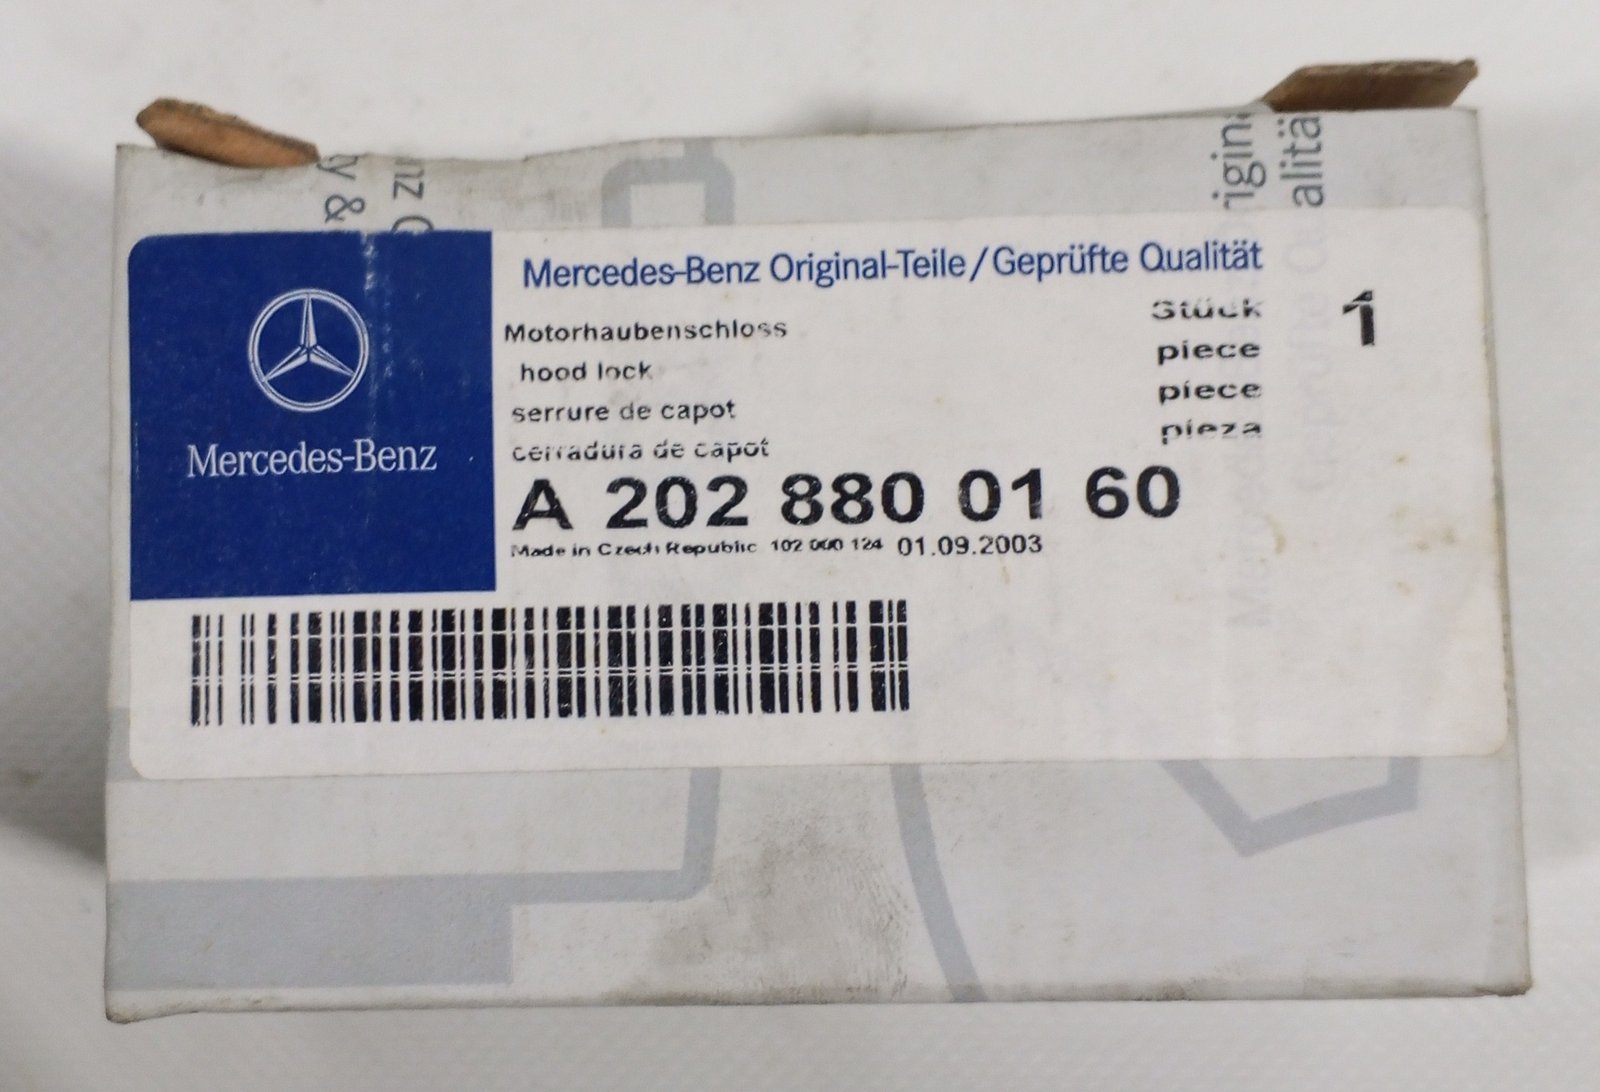 Mercedes-Benz Original-Teile/Geprüfte Qualität
Motorhaubenschloss Stück 1
hood lock piece
serrure de capot piece
cerradura de capot pieza
Mercedes-Benz
A 202 880 01 60
Made in Czech Republic 102 000 124 01.09.2003